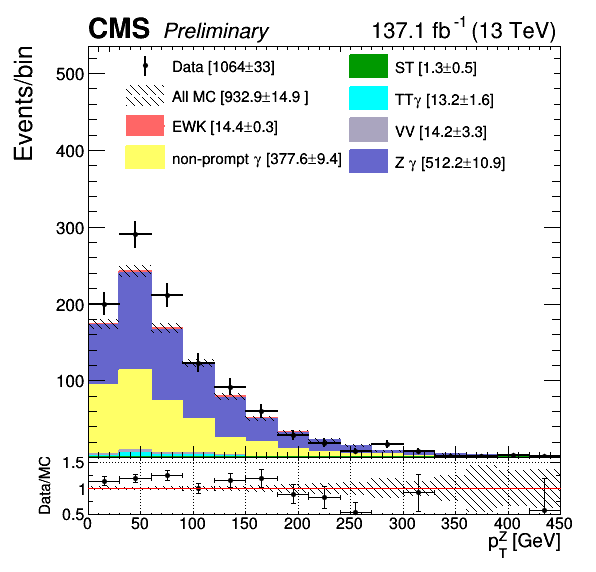 CMS Preliminary 137.1 fb⁻¹ (13 TeV)
Events/bin
500
400
300
200
100
Data [1064±33]
All MC [932.9±14.9 ]
EWK [14.4±0.3]
non-prompt γ [377.6±9.4]
ST [1.3±0.5]
TTγ [13.2±1.6]
VV [14.2±3.3]
Z γ [512.2±10.9]
Data/MC
1.5
1
0.5
0 50 100 150 200 250 300 350 400 450
p_T^Z [GeV]